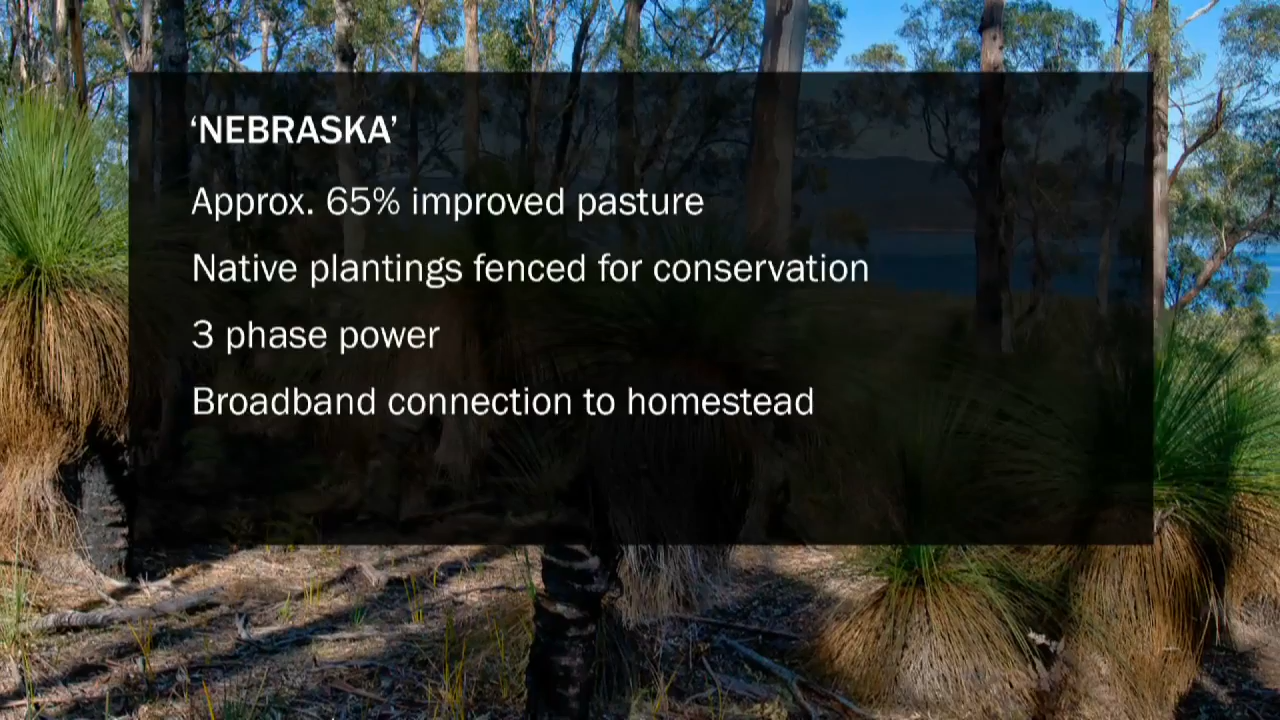 ‘NEBRASKA’
Approx. 65% improved pasture
Native plantings fenced for conservation
3 phase power
Broadband connection to homestead